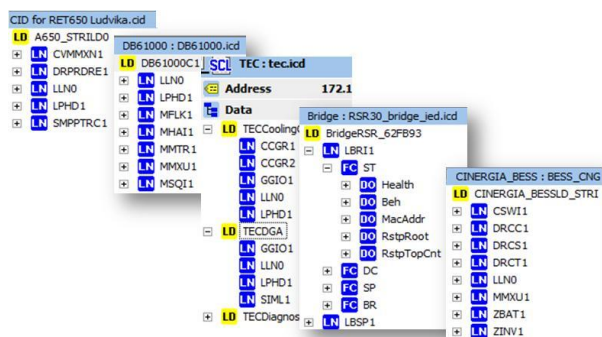 CID for RET650 Ludvika.cid
LD A650_STRILD0
LN CVMMXN1
LN DRPRDRE1
LN LLN0
LN LPHD1
LN SMPPTRC1
DB61000 : DB61000.icd
LD DB61000C1
LN LLN0
LN LPHD1
LN MFLK1
LN MHAI1
LN MMTR1
LN MMXU1
LN MSQI1
SCL TEC : tec.icd
Address 172.1
Data
LD TECCooling
LN CCGR1
LN CCGR2
LN GGIO1
LN LLN0
LN LPHD1
LD TECDGA
LN GGIO1
LN LLN0
LN LPHD1
LN SIML1
LD TECDiagnos
Bridge : RSR30_bridge_ied.icd
LD BridgeRSR_62FB93
LN LBRI1
FC ST
DO Health
DO Beh
DO MacAddr
DO RstpRoot
DO RstpTopCnt
FC DC
FC SP
FC BR
LN LBSP1
CINERGIA_BESS : BESS_CNG
LD CINERGIA_BESSLD_STRI
LN CSWI1
LN DRCC1
LN DRCS1
LN DRCT1
LN LLN0
LN MMXU1
LN ZBAT1
LN ZINV1